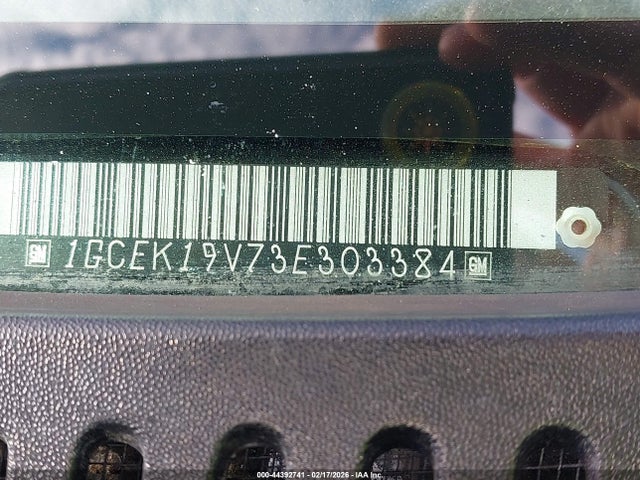 GM 1GCEK19V73E303384 GM
000-44392741 - 02/17/2026 - IAA Inc.